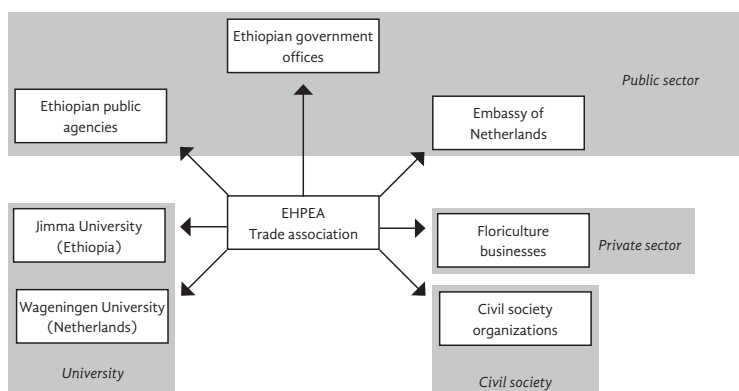 Ethiopian government
offices
Public sector
Ethiopian public
agencies
Embassy of
Netherlands
EHPEA
Trade association
Jimma University
(Ethiopia)
Floriculture
businesses
Private sector
Wageningen University
(Netherlands)
Civil society
organizations
University
Civil society